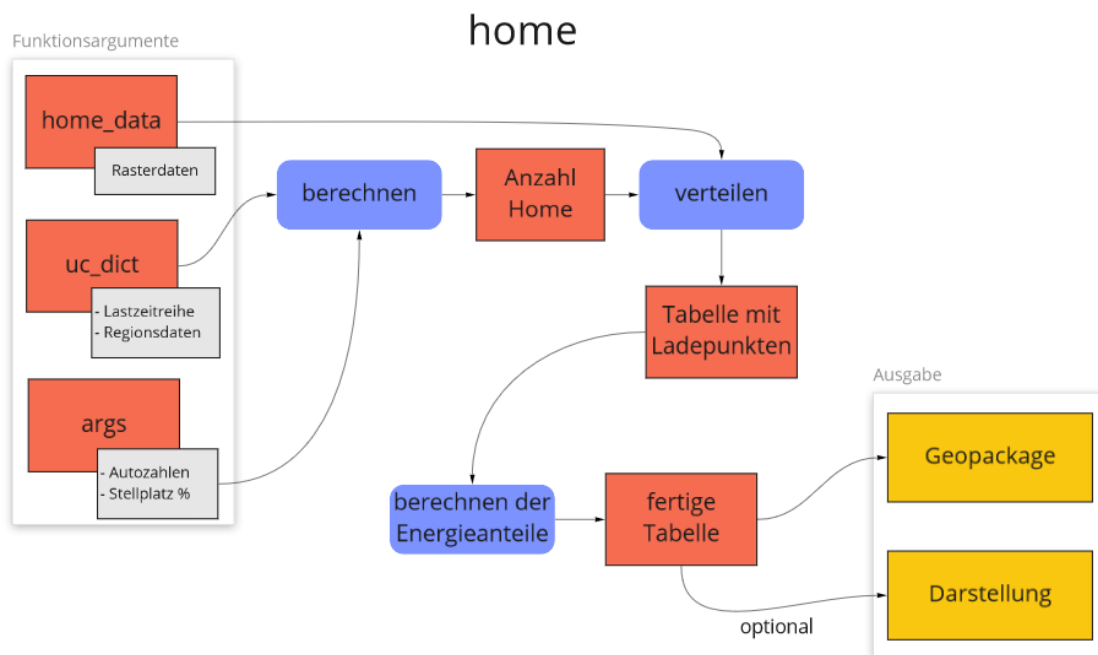 home
Funktionsargumente
home_data
Rasterdaten
uc_dict
- Lastzeitreihe
- Regionsdaten
args
- Autozahlen
- Stellplatz %
berechnen
Anzahl
Home
verteilen
Tabelle mit
Ladepunkten
berechnen der
Energieanteile
fertige
Tabelle
optional
Ausgabe
Geopackage
Darstellung